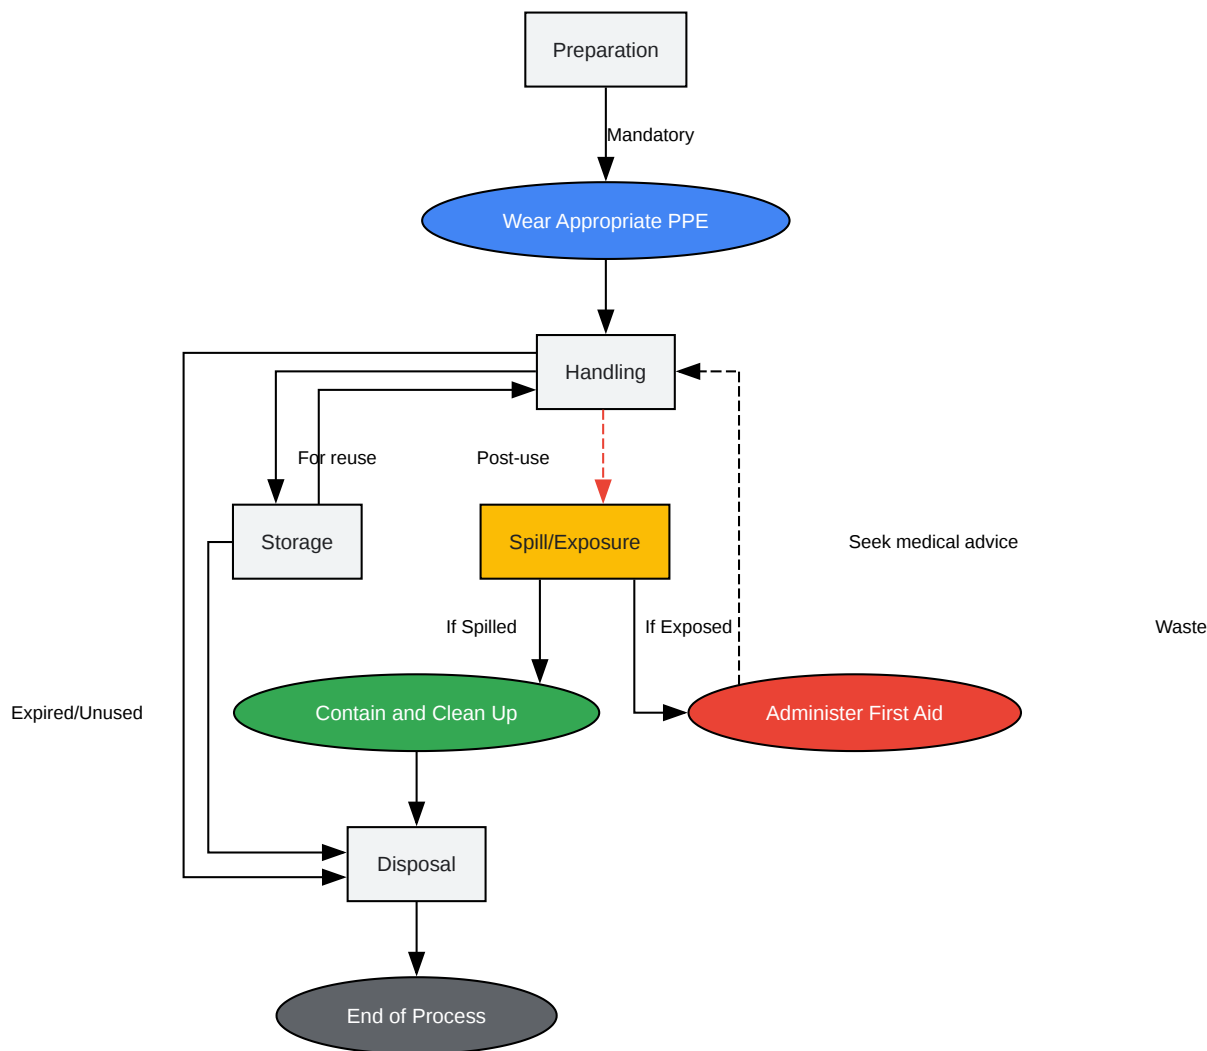 Preparation
Mandatory
Wear Appropriate PPE
Handling
For reuse
Post-use
Storage
Spill/Exposure
Seek medical advice
If Spilled
If Exposed
Waste
Expired/Unused
Contain and Clean Up
Administer First Aid
Disposal
End of Process